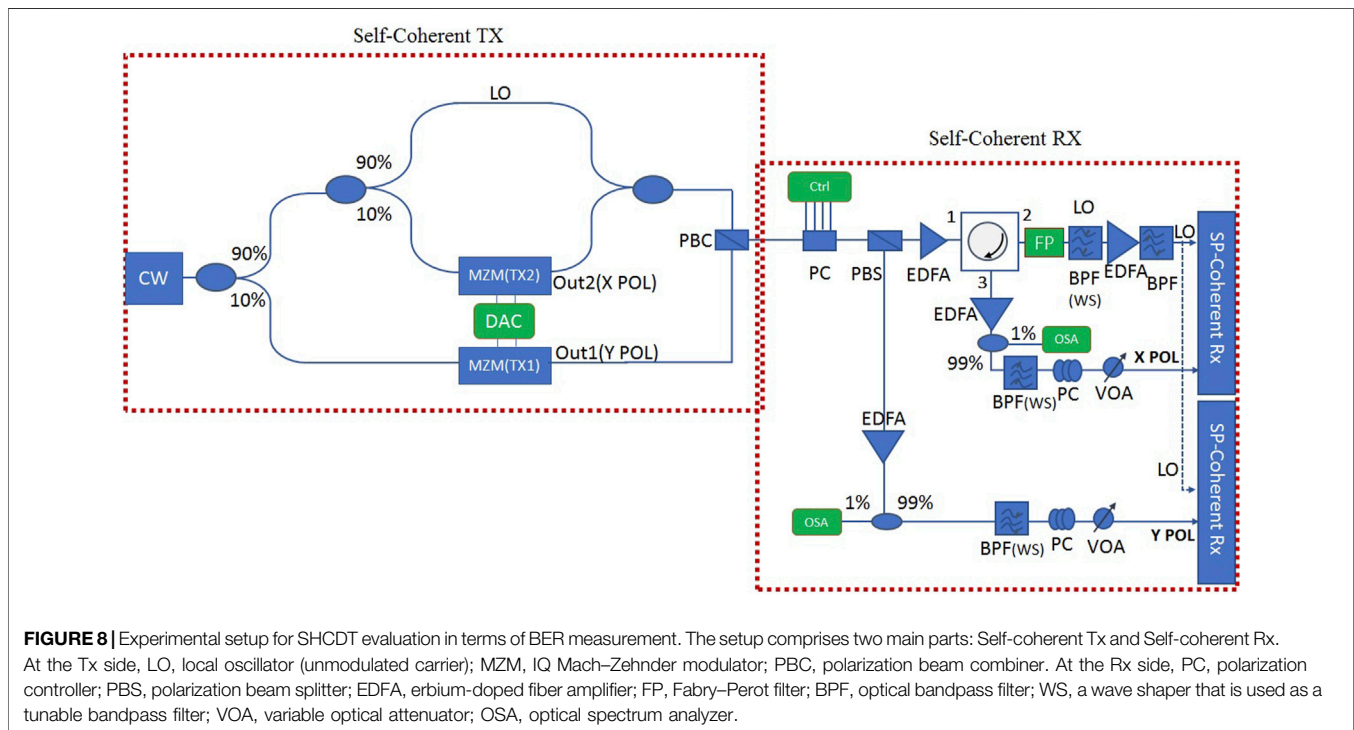 Self-Coherent TX
LO
90%
10%
90%
10%
CW
MZM(TX2)
Out2(X POL)
DAC
MZM(TX1)
Out1(Y POL)
PBC
Self-Coherent RX
Ctrl
PC
PBS
EDFA
1
2
3
FP
LO
BPF
(WS)
EDFA
BPF
LO
SP-Coherent Rx
EDFA
1%
OSA
99%
BPF(WS)
PC
VOA
X POL
EDFA
LO
SP-Coherent Rx
OSA
1%
99%
BPF(WS)
PC
VOA
Y POL
FIGURE 8 | Experimental setup for SHCDT evaluation in terms of BER measurement. The setup comprises two main parts: Self-coherent Tx and Self-coherent Rx.
At the Tx side, LO, local oscillator (unmodulated carrier); MZM, IQ Mach–Zehnder modulator; PBC, polarization beam combiner. At the Rx side, PC, polarization
controller; PBS, polarization beam splitter; EDFA, erbium-doped fiber amplifier; FP, Fabry–Perot filter; BPF, optical bandpass filter; WS, a wave shaper that is used as a
tunable bandpass filter; VOA, variable optical attenuator; OSA, optical spectrum analyzer.